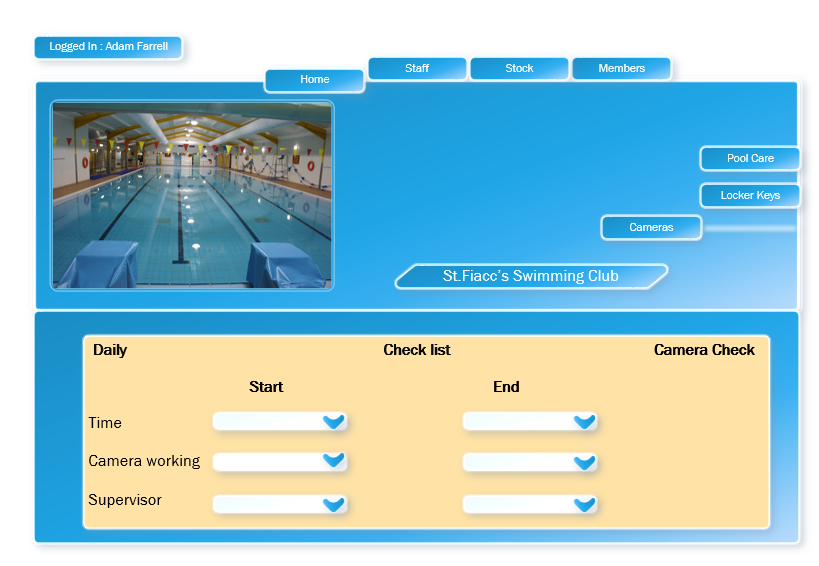 Logged In : Adam Farrell
Home
Staff
Stock
Members
Pool Care
Locker Keys
Cameras
St.Fiacc's Swimming Club
Daily Check list Camera Check
Start End
Time
Camera working
Supervisor